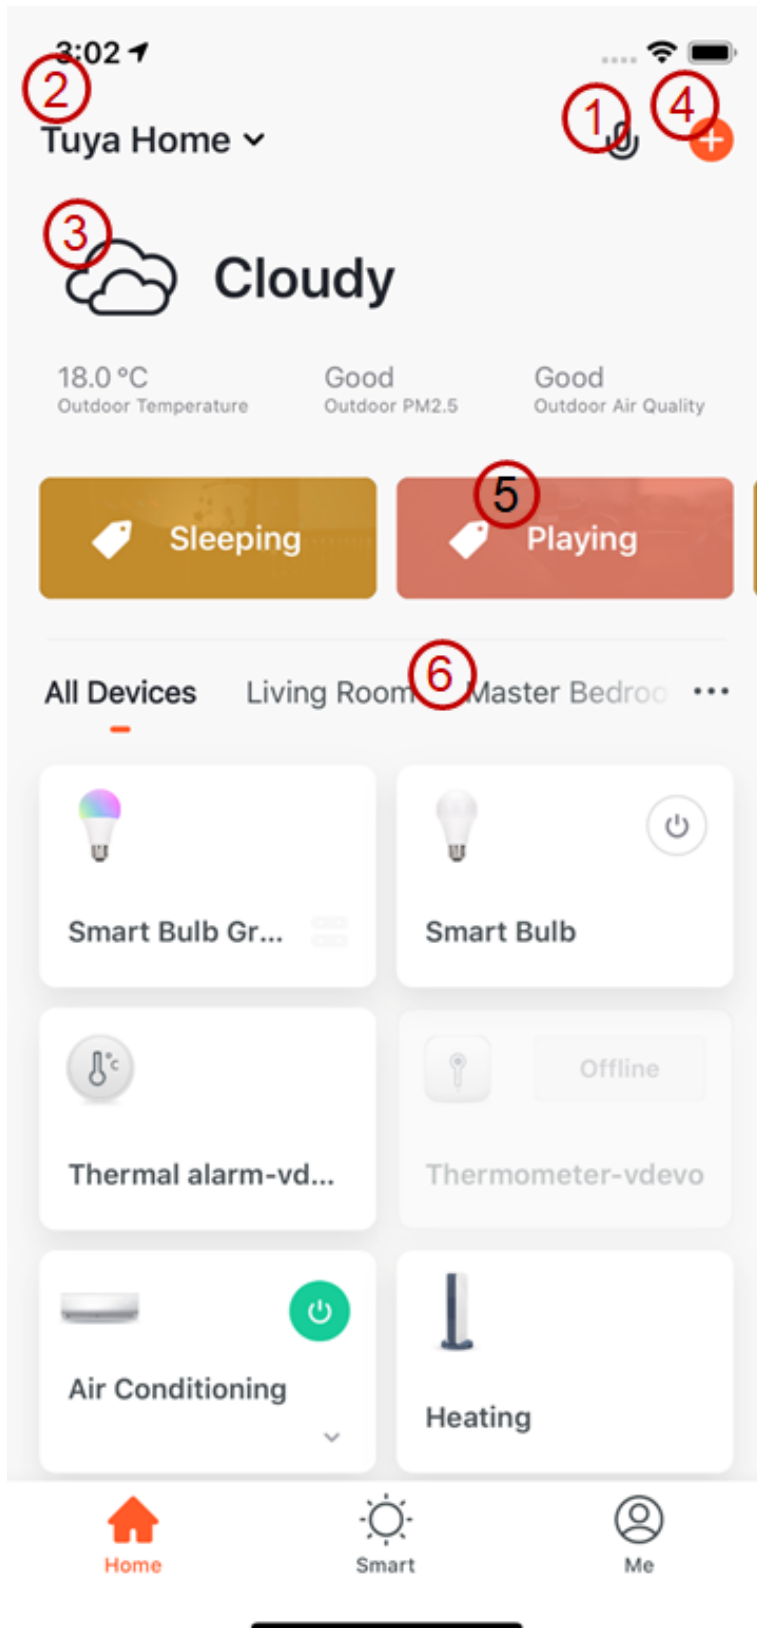 3:02
2
1
4
Tuya Home
3
Cloudy
18.0 °C Good Good
Outdoor Temperature Outdoor PM2.5 Outdoor Air Quality
5
Sleeping Playing
6
All Devices Living Room Master Bedroo ...
Smart Bulb Gr... Smart Bulb
°C Offline
Thermal alarm-vd... Thermometer-vdevo
Air Conditioning
Heating
Home Smart Me